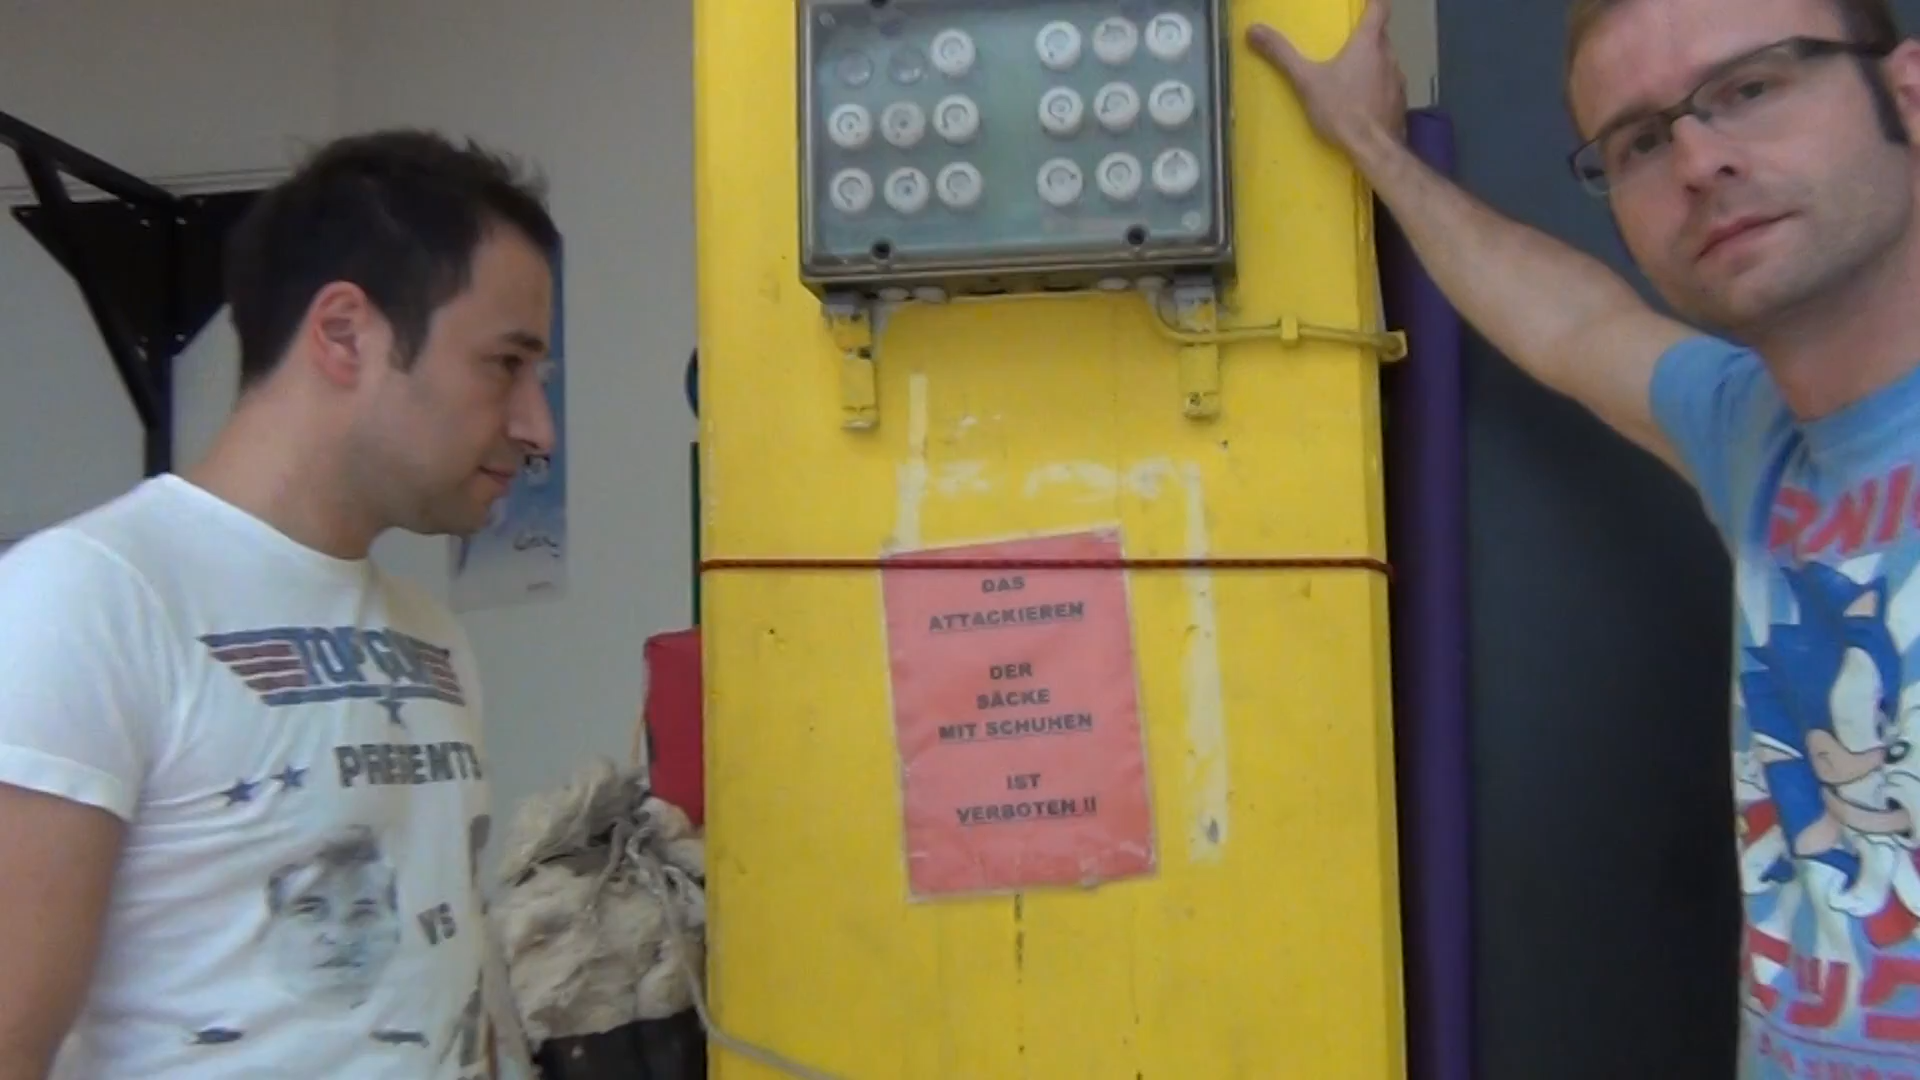 DAS
ATTACKIEREN
DER
SÄCKE
MIT SCHUHEN
IST
VERBOTEN !!
TOP GUN
PRESENTS
VS